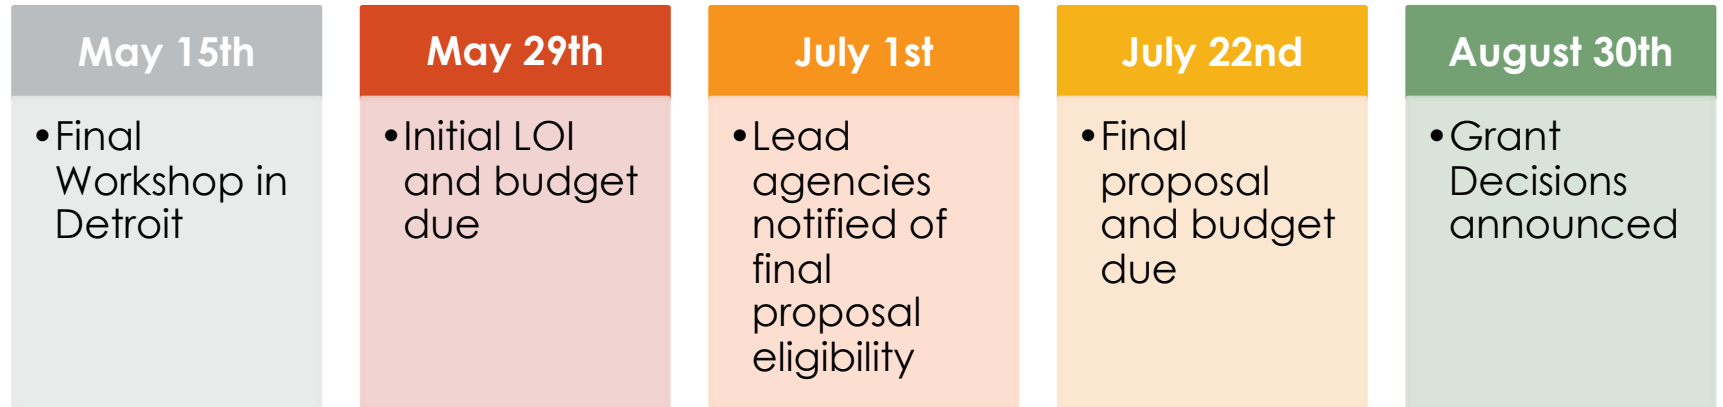 May 15th
•Final
Workshop in
Detroit
May 29th
•Initial LOI
and budget
due
July 1st
•Lead
agencies
notified of
final
proposal
eligibility
July 22nd
•Final
proposal
and budget
due
August 30th
•Grant
Decisions
announced